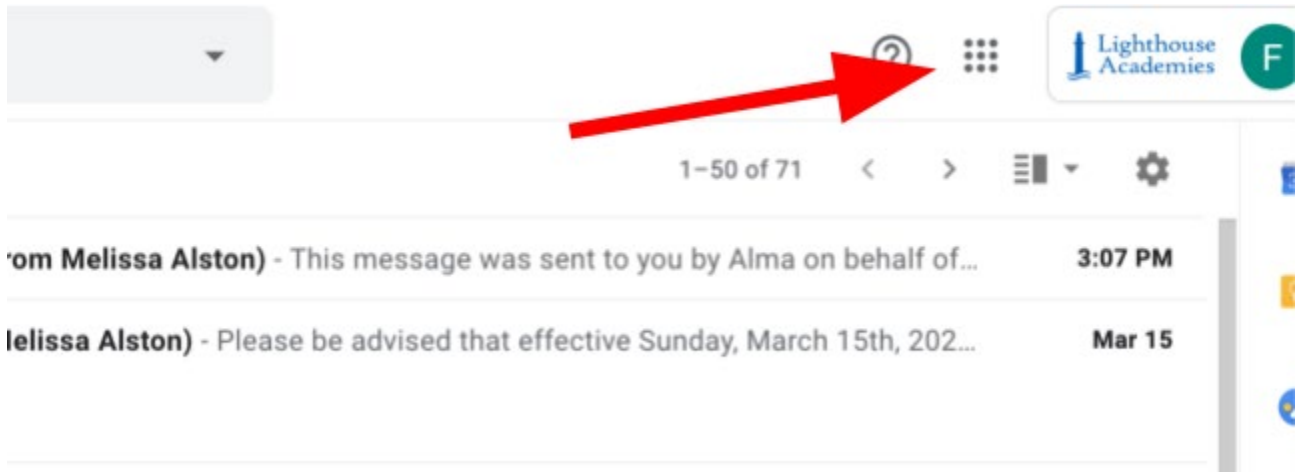 Lighthouse
Academies
F
1–50 of 71
rom Melissa Alston) - This message was sent to you by Alma on behalf of...
3:07 PM
elissa Alston) - Please be advised that effective Sunday, March 15th, 202...
Mar 15